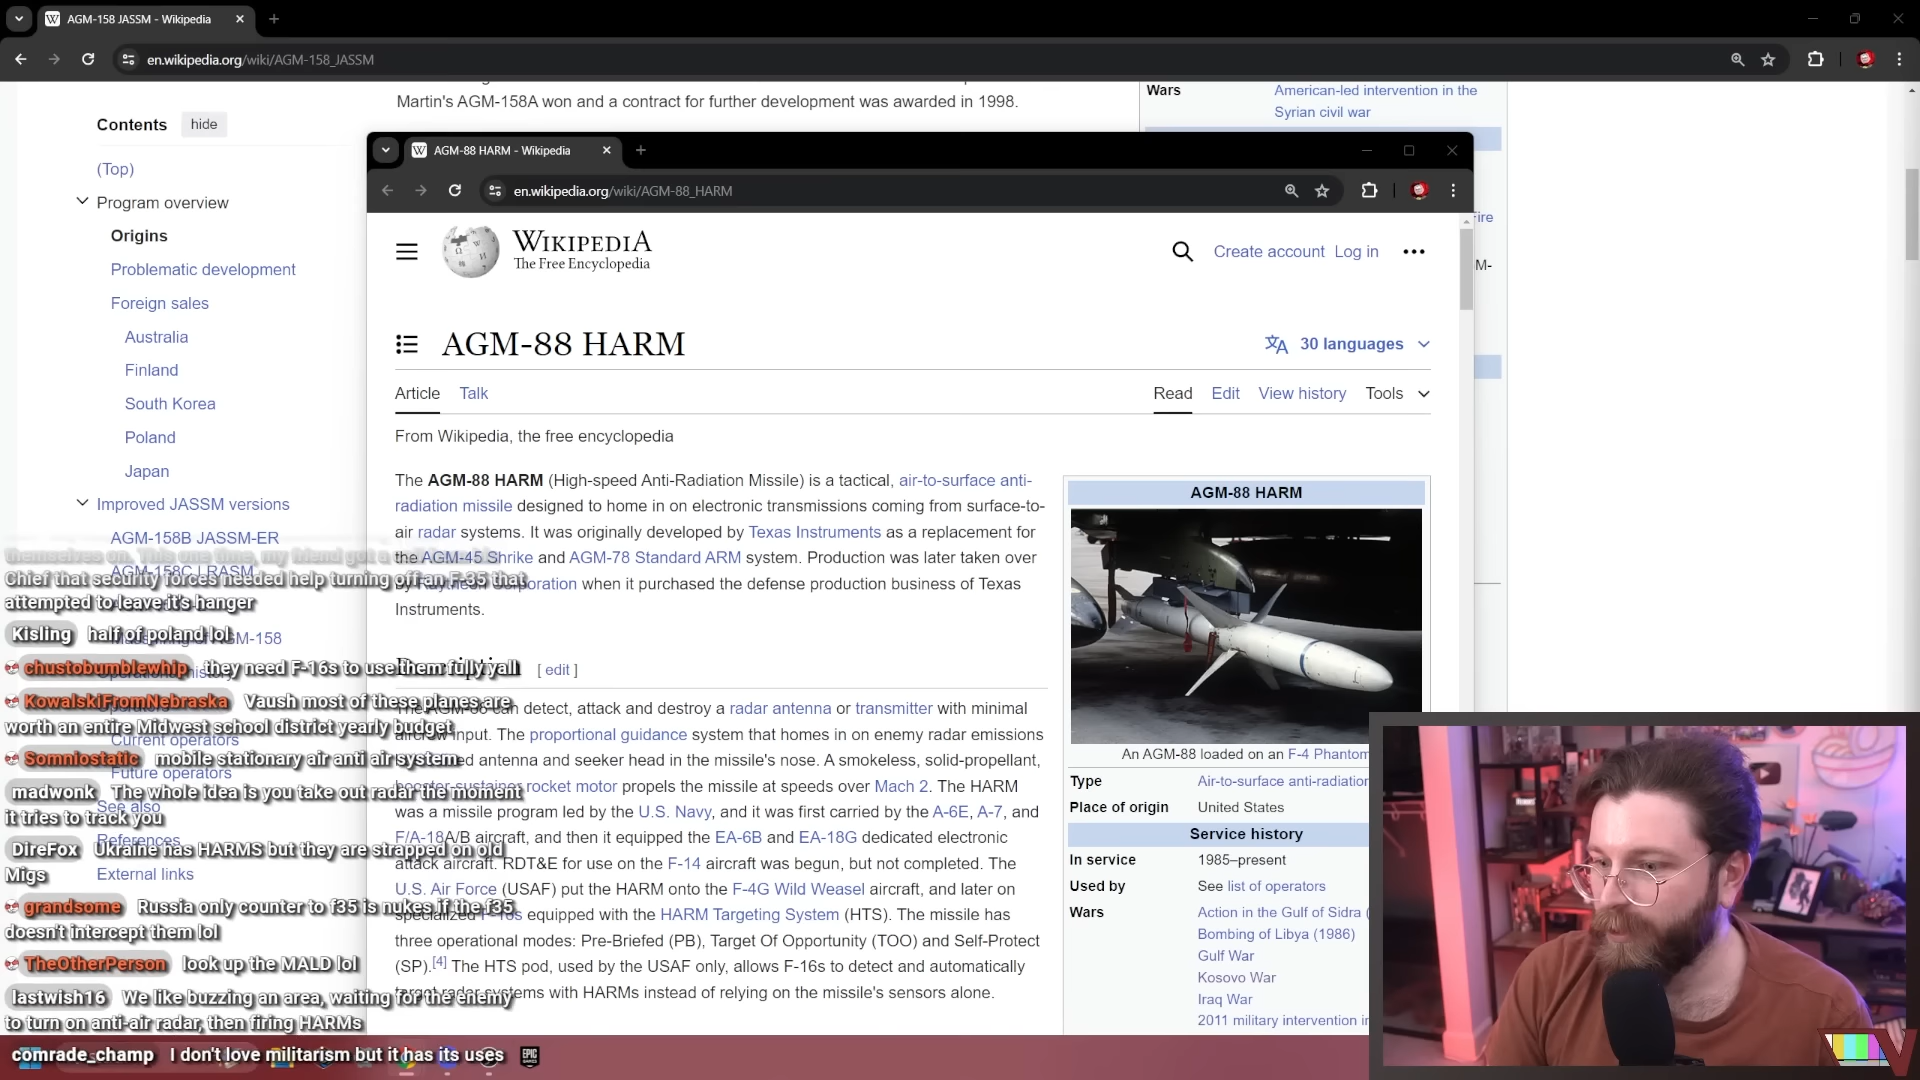 AGM-158 JASSM - Wikipedia
en.wikipedia.org/wiki/AGM-158_JASSM
Martin's AGM-158A won and a contract for further development was awarded in 1998.
Wars
American-led intervention in the
Syrian civil war
Contents
hide
(Top)
Program overview
Origins
Problematic development
Foreign sales
Australia
Finland
South Korea
Poland
Japan
Improved JASSM versions
AGM-158B JASSM-ER
AGM-158C LRASM
Current operators
Future operators
See also
References
External links
AGM-88 HARM - Wikipedia
en.wikipedia.org/wiki/AGM-88_HARM
WIKIPEDIA
The Free Encyclopedia
Create account
Log in
AGM-88 HARM
30 languages
Article
Talk
Read
Edit
View history
Tools
From Wikipedia, the free encyclopedia
The AGM-88 HARM (High-speed Anti-Radiation Missile) is a tactical, air-to-surface anti-
radiation missile designed to home in on electronic transmissions coming from surface-to-
air radar systems. It was originally developed by Texas Instruments as a replacement for
the AGM-45 Shrike and AGM-78 Standard ARM system. Production was later taken over
by Raytheon Corporation when it purchased the defense production business of Texas
Instruments.
[ edit ]
The AGM-88 can detect, attack and destroy a radar antenna or transmitter with minimal
aircrew input. The proportional guidance system that homes in on enemy radar emissions
antenna and seeker head in the missile's nose. A smokeless, solid-propellant,
booster-sustainer rocket motor propels the missile at speeds over Mach 2. The HARM
was a missile program led by the U.S. Navy, and it was first carried by the A-6E, A-7, and
F/A-18A/B aircraft, and then it equipped the EA-6B and EA-18G dedicated electronic
attack aircraft. RDT&E for use on the F-14 aircraft was begun, but not completed. The
U.S. Air Force (USAF) put the HARM onto the F-4G Wild Weasel aircraft, and later on
specialized F-16s equipped with the HARM Targeting System (HTS). The missile has
three operational modes: Pre-Briefed (PB), Target Of Opportunity (TOO) and Self-Protect
(SP).[4] The HTS pod, used by the USAF only, allows F-16s to detect and automatically
target radar systems with HARMs instead of relying on the missile's sensors alone.
AGM-88 HARM
An AGM-88 loaded on an F-4 Phantom
Type
Air-to-surface anti-radiation
Place of origin
United States
Service history
In service
1985–present
Used by
See list of operators
Wars
Action in the Gulf of Sidra (
Bombing of Libya (1986)
Gulf War
Kosovo War
Iraq War
2011 military intervention in
themselves on. This one time, my friend got a
Chief that security forces needed help turning off an F-35 that
attempted to leave it's hanger
Kisling half of poland lol
chustobumblewhip they need F-16s to use them fully yall
KowalskiFromNebraska Vaush most of these planes are
worth an entire Midwest school district yearly budget
Somniostatic mobile stationary air anti air system
madwonk The whole idea is you take out radar the moment
it tries to track you
DireFox Ukraine has HARMS but they are strapped on old
Migs
grandsome Russia only counter to f35 is nukes if the f35
doesn't intercept them lol
TheOtherPerson look up the MALD lol
lastwish16 We like buzzing an area, waiting for the enemy
to turn on anti-air radar, then firing HARMs
comrade_champ I don't love militarism but it has its uses
EPIC